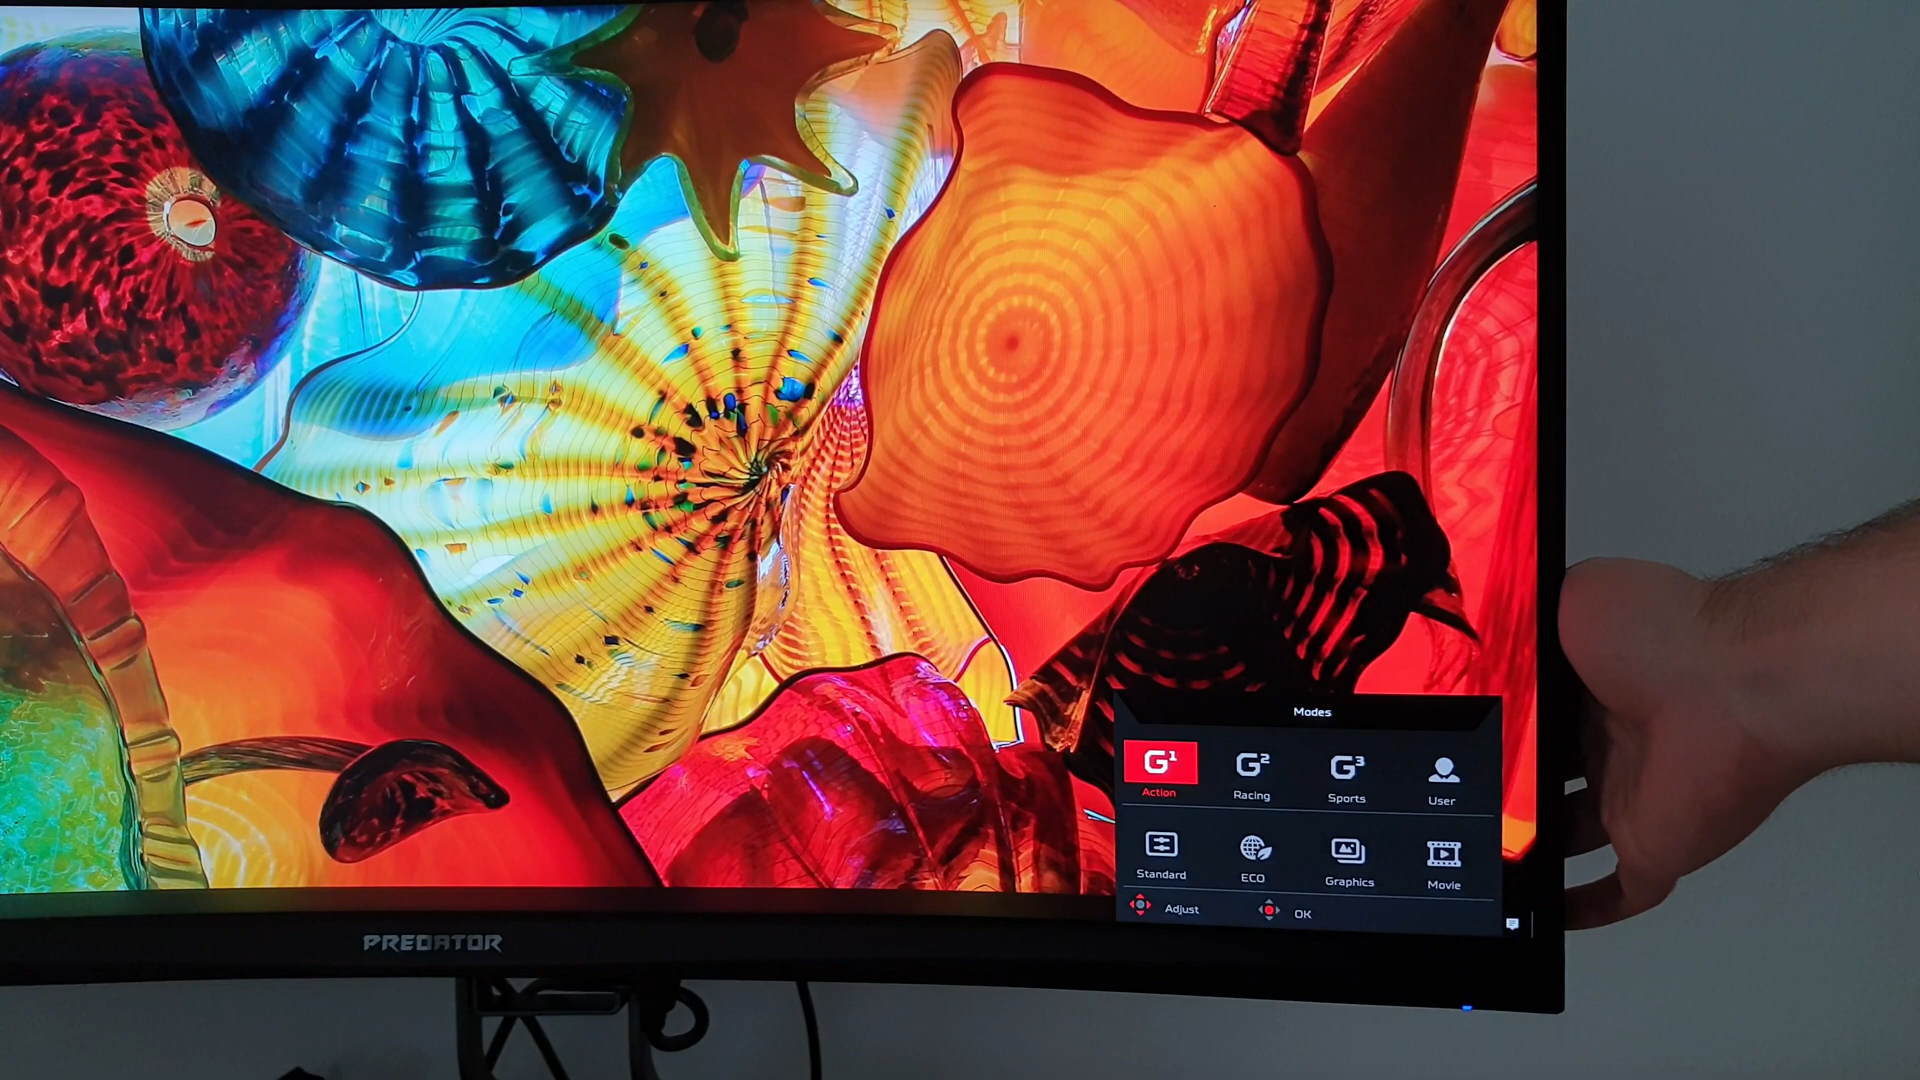 Modes
G¹ G² G³
Action Racing Sports User
Standard ECO Graphics Movie
Adjust OK
PREDATOR